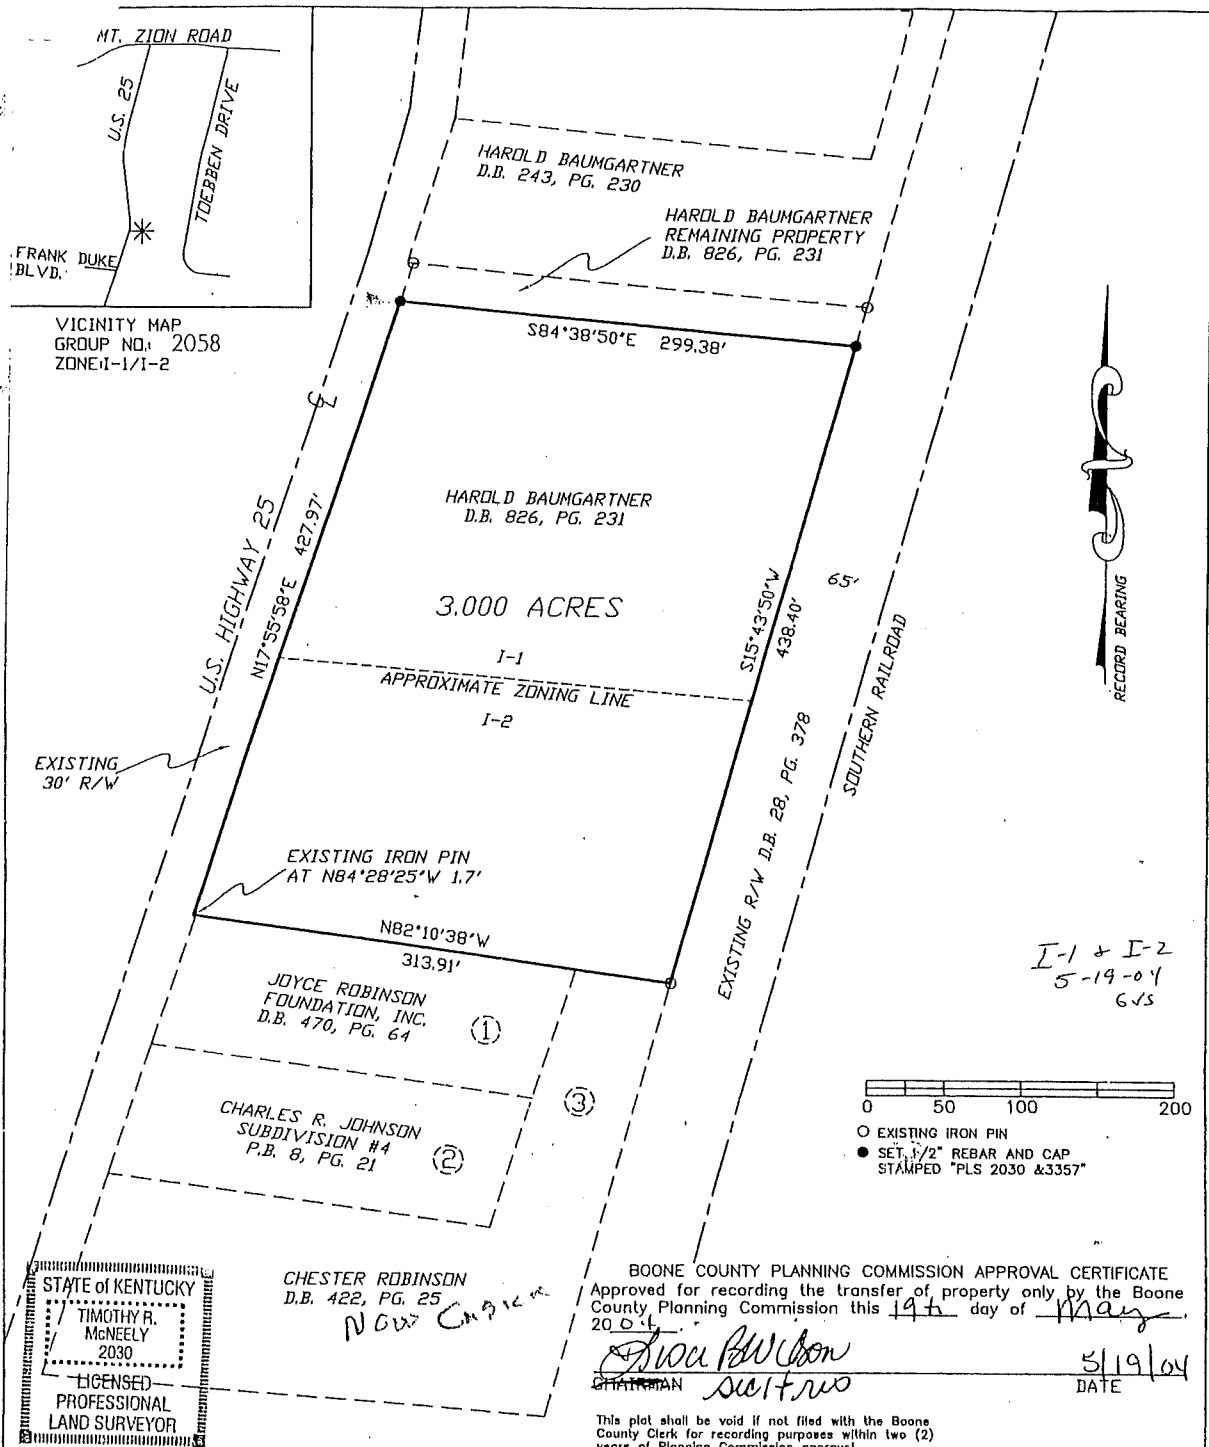 MT. ZION ROAD
U.S. 25
TOEBBEN DRIVE
FRANK DUKE
BLVD.
VICINITY MAP
GROUP NO.: 2058
ZONE:I-1/I-2
HAROLD BAUMGARTNER
D.B. 243, PG. 230
HAROLD BAUMGARTNER
REMAINING PROPERTY
D.B. 826, PG. 231
S84°38'50"E 299.38'
HAROLD BAUMGARTNER
D.B. 826, PG. 231
3.000 ACRES
I-1
APPROXIMATE ZONING LINE
I-2
U.S. HIGHWAY 25
N17°55'58"E 427.97'
S15°43'50"W
438.40'
65'
SOUTHERN RAILROAD
EXISTING R/W D.B. 28, PG. 378
RECORD BEARING
EXISTING
30' R/W
EXISTING IRON PIN
AT N84°28'25"W 1.7'
N82°10'38"W
313.91'
JOYCE ROBINSON
FOUNDATION, INC.
D.B. 470, PG. 64
1
CHARLES R. JOHNSON
SUBDIVISION #4
P.B. 8, PG. 21
2
3
I-1 & I-2
5-19-04
0 50 100 200
EXISTING IRON PIN
SET 1/2" REBAR AND CAP
STAMPED "PLS 2030 &3357"
CHESTER ROBINSON
D.B. 422, PG. 25
NOW
STATE of KENTUCKY
TIMOTHY R.
McNEELY
2030
LICENSED
PROFESSIONAL
LAND SURVEYOR
BOONE COUNTY PLANNING COMMISSION APPROVAL CERTIFICATE
Approved for recording the transfer of property only by the Boone
County Planning Commission this 19th day of May,
2004.
5/19/04
CHAIRMAN
DATE
This plat shall be void if not filed with the Boone
County Clerk for recording purposes within two (2)
years of Planning Commission approval